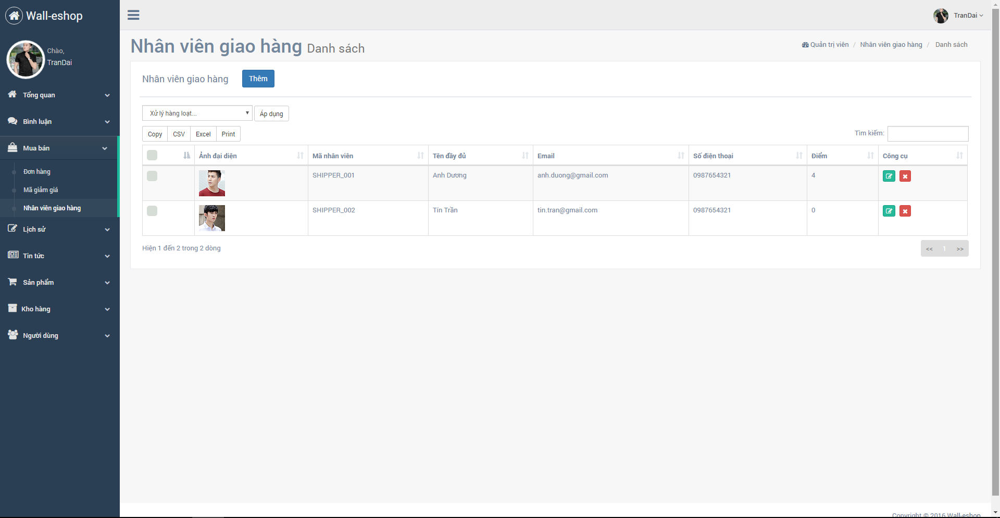 Wall-eshop
TranDai
Chào,
TranDai
Tổng quan
Bình luận
Mua bán
Đơn hàng
Mã giảm giá
Nhân viên giao hàng
Lịch sử
Tin tức
Sản phẩm
Kho hàng
Người dùng
Nhân viên giao hàng Danh sách
Quản trị viên / Nhân viên giao hàng / Danh sách
Nhân viên giao hàng Thêm
Xử lý hàng loạt... Áp dụng
Copy CSV Excel Print
Tìm kiếm:
Ảnh đại diện Mã nhân viên Tên đầy đủ Email Số điện thoại Điểm Công cụ
SHIPPER_001 Anh Dương anh.duong@gmail.com 0987654321 4
SHIPPER_002 Tín Trần tin.tran@gmail.com 0987654321 0
Hiện 1 đến 2 trong 2 dòng
<< 1 >>
Copyright © 2016 Wall-eshop